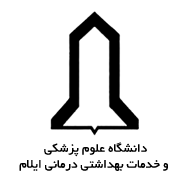 دانشگاه علوم پزشکی
و خدمات بهداشتی درمانی ایلام